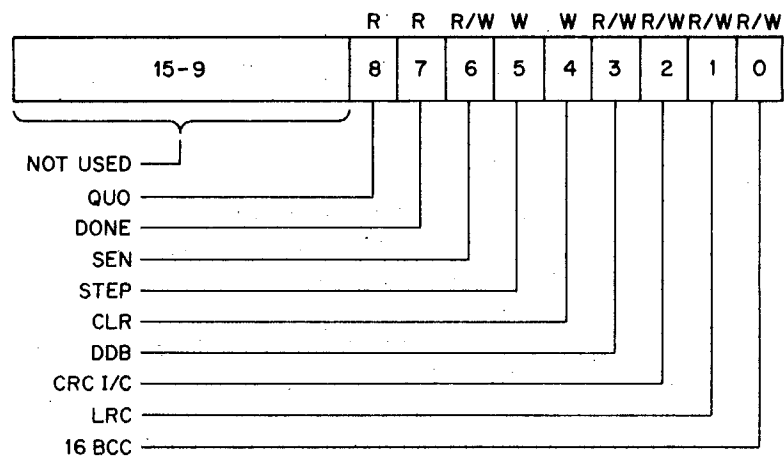 R R R/W W W R/W R/W R/W R/W
15-9 8 7 6 5 4 3 2 1 0
NOT USED
QUO
DONE
SEN
STEP
CLR
DDB
CRC I/C
LRC
16 BCC